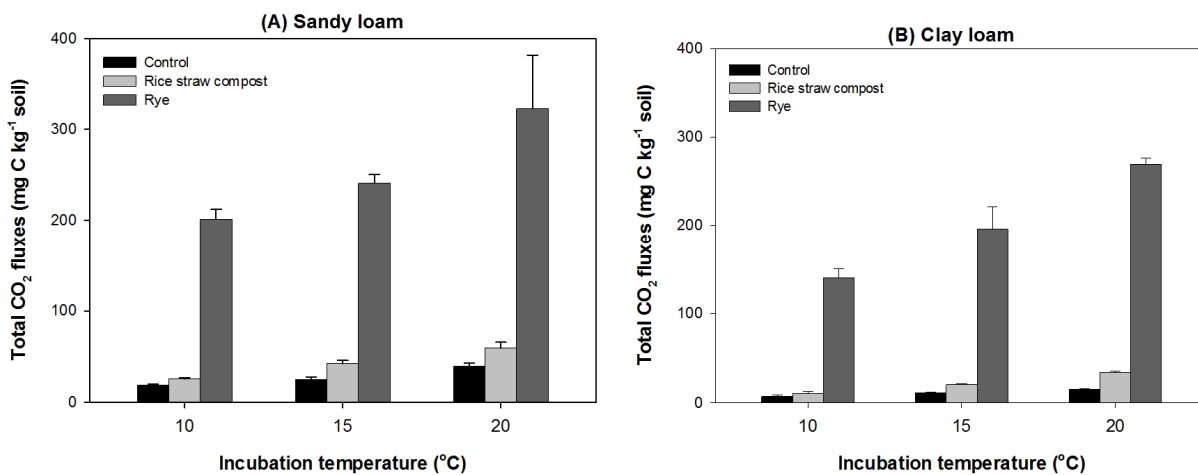 (A) Sandy loam
Total CO₂ fluxes (mg C kg⁻¹ soil)
400
300
200
100
0
Control
Rice straw compost
Rye
10
15
20
Incubation temperature (°C)
(B) Clay loam
Total CO₂ fluxes (mg C kg⁻¹ soil)
400
300
200
100
0
Control
Rice straw compost
Rye
10
15
20
Incubation temperature (°C)